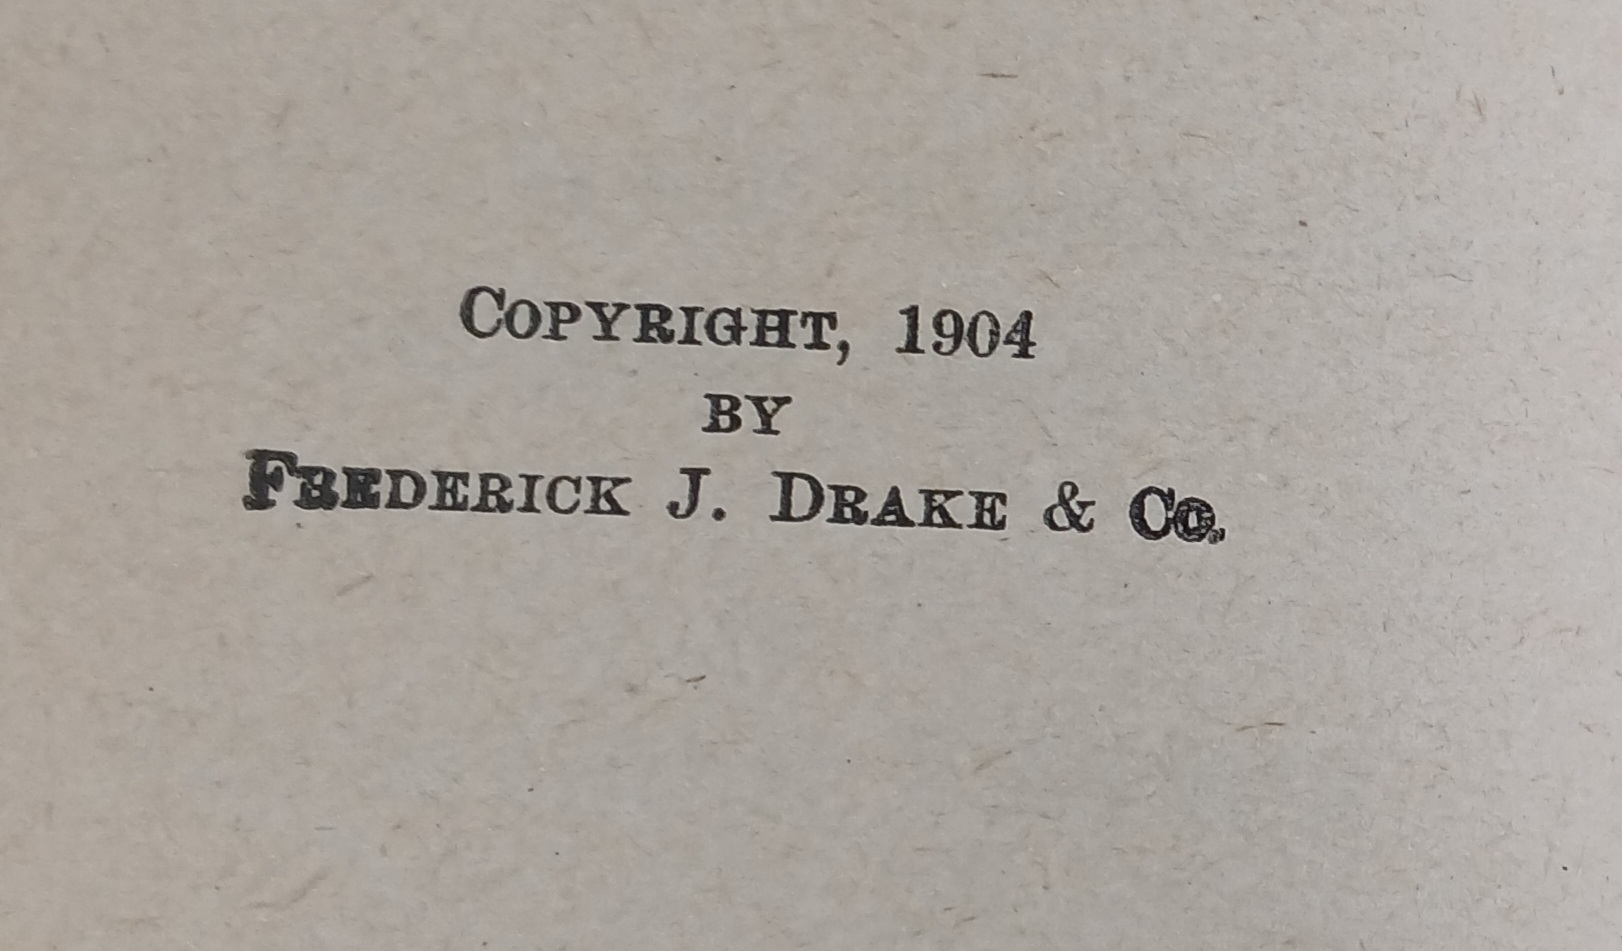 Copyright, 1904
BY
Frederick J. Drake & Co.